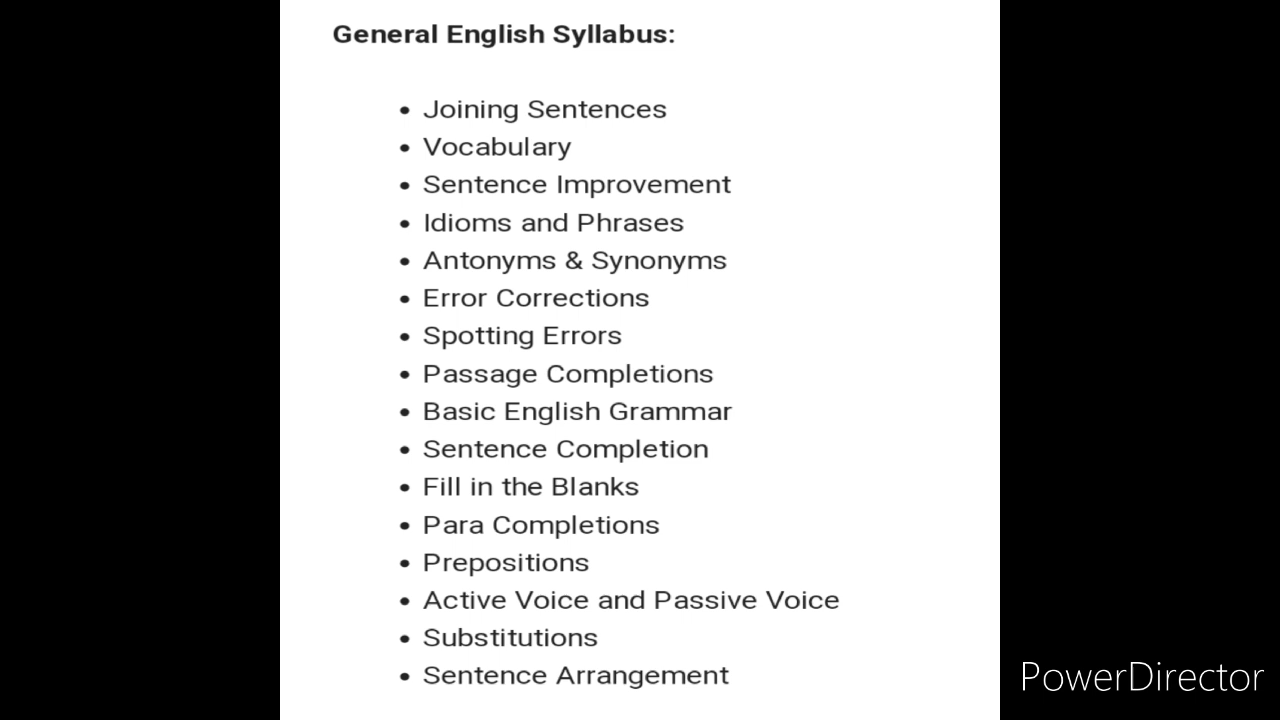 General English Syllabus:
• Joining Sentences
• Vocabulary
• Sentence Improvement
• Idioms and Phrases
• Antonyms & Synonyms
• Error Corrections
• Spotting Errors
• Passage Completions
• Basic English Grammar
• Sentence Completion
• Fill in the Blanks
• Para Completions
• Prepositions
• Active Voice and Passive Voice
• Substitutions
• Sentence Arrangement
PowerDirector